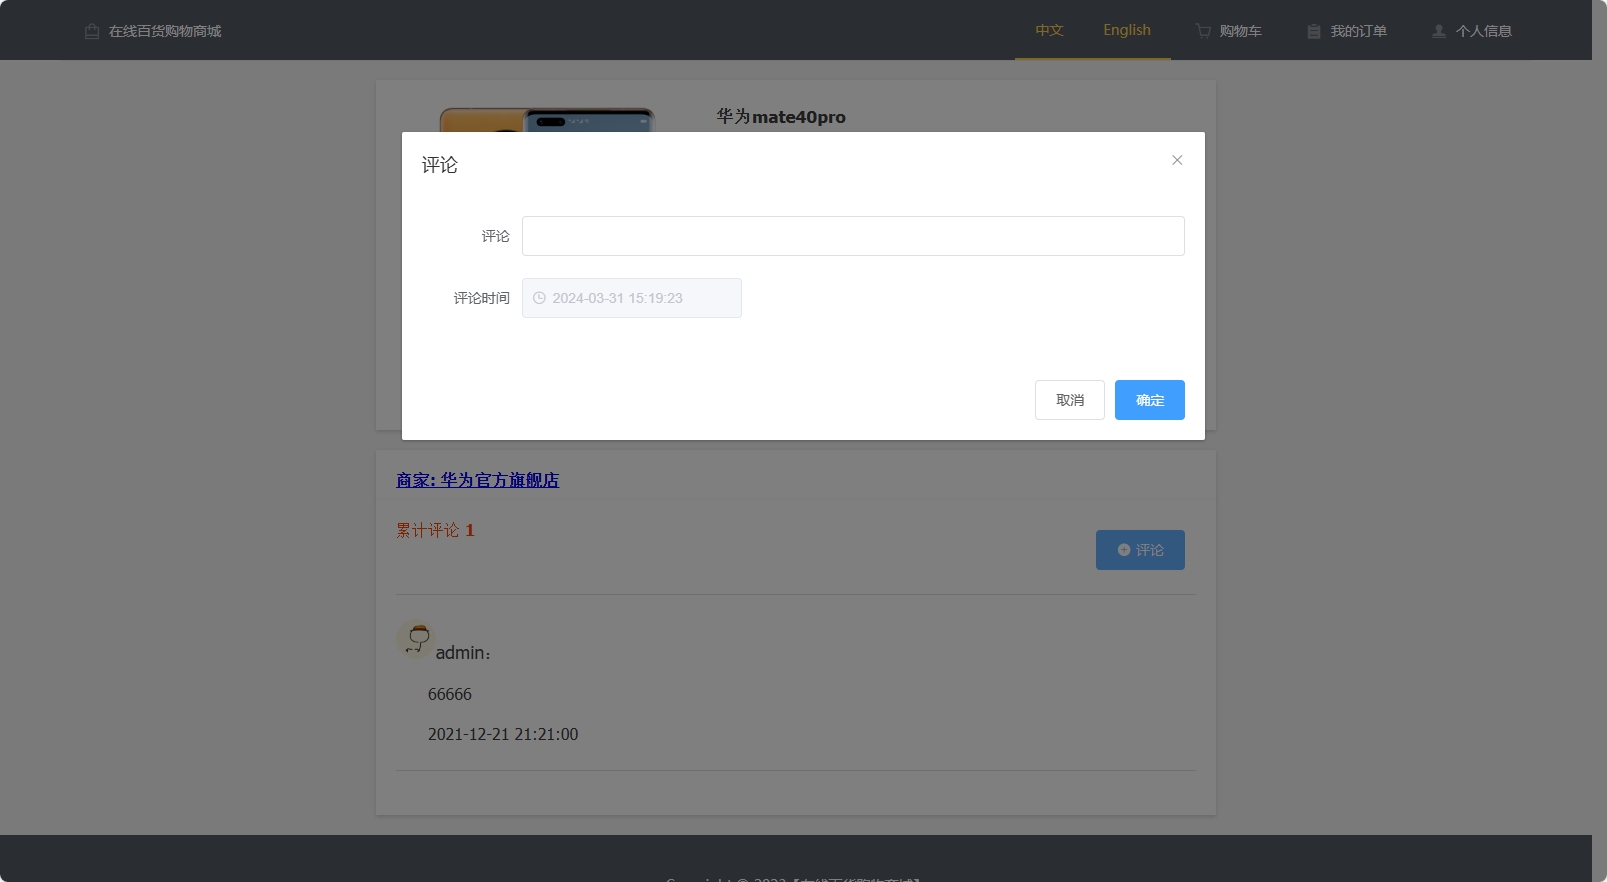 在线百货购物商城
中文 English 购物车 我的订单 个人信息
华为mate40pro
评论
评论
评论时间 2024-03-31 15:19:23
取消 确定
商家: 华为官方旗舰店
累计评论 1
评论
admin：
66666
2021-12-21 21:21:00